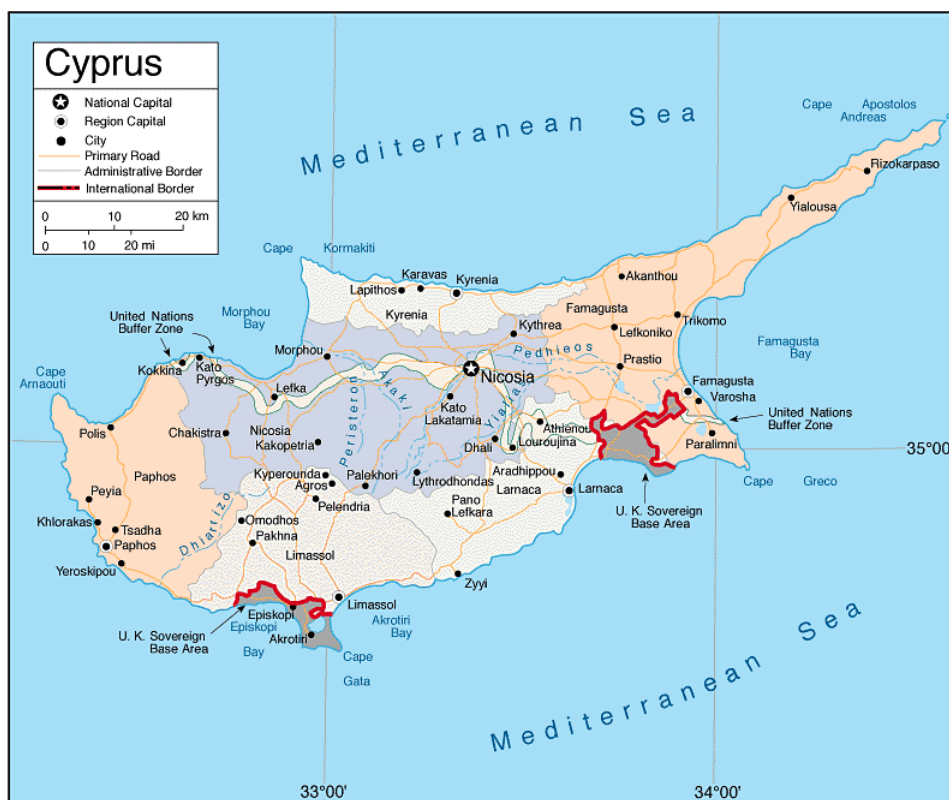 Cyprus
National Capital
Region Capital
City
Primary Road
Administrative Border
International Border
0 10 20 km
0 10 20 mi
Mediterranean Sea
Cape Apostolos
Andreas
Rizokarpaso
Yialousa
Cape Kormakiti
Akanthou
Karavas
Kyrenia
Lapithos
Kyrenia
Famagusta
Trikomo
United Nations
Buffer Zone
Morphou
Bay
Kythrea
Lefkoniko
Famagusta
Bay
Morphou
Pedhieos
Prastio
Kokkina
Kato
Pyrgos
Nicosia
Cape
Arnaouti
Lefka
Akaki
Peristeron
Kato
Lakatamia
Yialias
Famagusta
Varosha
United Nations
Buffer Zone
Polis
Chakistra
Nicosia
Kakopetria
Athienou
Dhali
Louroujina
Paralimni
35°00'
Paphos
Kyperounda
Agros
Palekhori
Lythrodhondas
Aradhippou
Larnaca
Larnaca
Cape Greco
Peyia
Pelendria
Pano
Lefkara
U. K. Sovereign
Base Area
Khlorakas
Tsadha
Dhiarizo
Omodhos
Pakhna
Paphos
Limassol
Yeroskipou
Zyyi
Limassol
Episkopi
Akrotiri
Bay
U. K. Sovereign
Base Area
Episkopi
Bay
Akrotiri
Cape
Gata
Mediterranean Sea
33°00'
34°00'